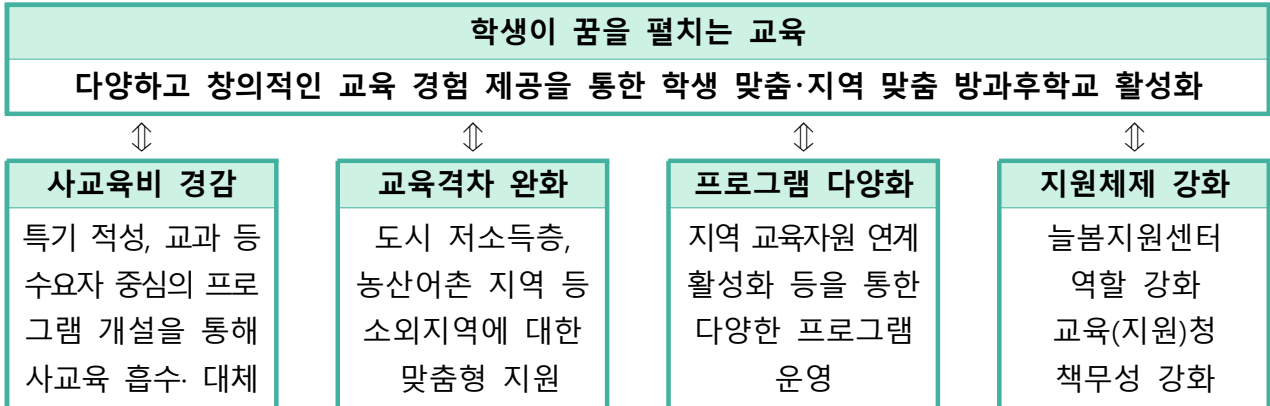 학생이 꿈을 펼치는 교육
다양하고 창의적인 교육 경험 제공을 통한 학생 맞춤·지역 맞춤 방과후학교 활성화
⇕ ⇕ ⇕ ⇕
사교육비 경감
특기 적성, 교과 등
수요자 중심의 프로
그램 개설을 통해
사교육 흡수· 대체
교육격차 완화
도시 저소득층,
농산어촌 지역 등
소외지역에 대한
맞춤형 지원
프로그램 다양화
지역 교육자원 연계
활성화 등을 통한
다양한 프로그램
운영
지원체제 강화
늘봄지원센터
역할 강화
교육(지원)청
책무성 강화